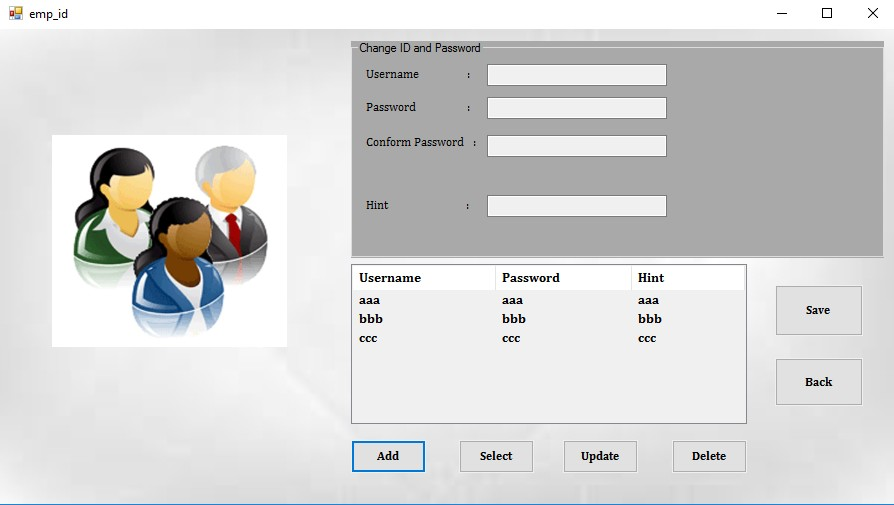 emp_id
Change ID and Password
Username :
Password :
Conform Password :
Hint :
Username Password Hint
aaa aaa aaa
bbb bbb bbb
ccc ccc ccc
Save
Back
Add Select Update Delete